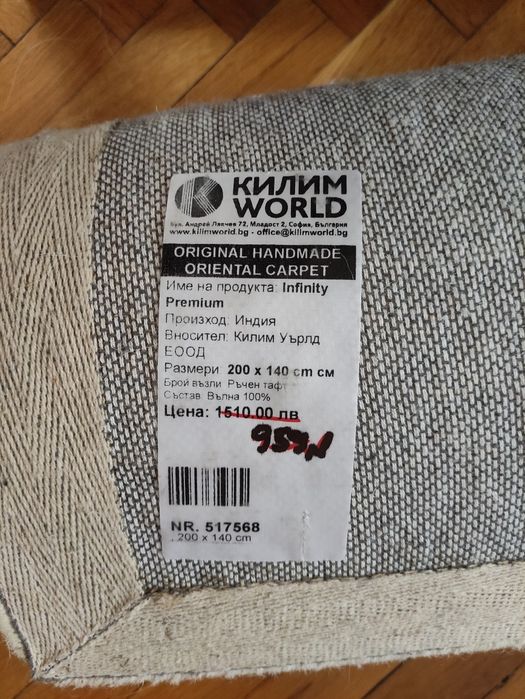 КИЛИМ
WORLD
бул. Андрей Ляпчев 72, Младост 2, София, България
www.kilimworld.bg - office@kilimworld.bg
ORIGINAL HANDMADE
ORIENTAL CARPET
Име на продукта: Infinity
Premium
Произход: Индия
Вносител: Килим Уърлд
ЕООД
Размери: 200 x 140 cm см
Брой възли: Ръчен тафт
Състав: Вълна 100%
Цена: 1510.00 лв
NR. 517568
200 x 140 cm